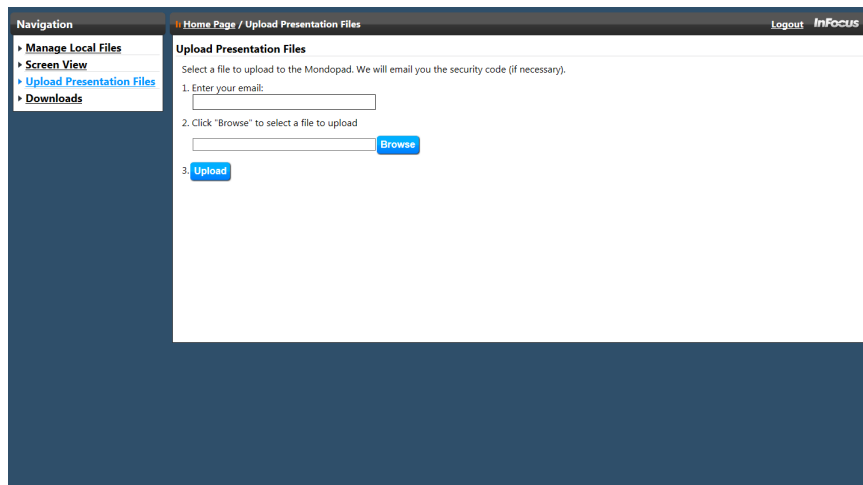 Navigation
Manage Local Files
Screen View
Upload Presentation Files
Downloads
Home Page / Upload Presentation Files
Logout InFocus
Upload Presentation Files
Select a file to upload to the Mondopad. We will email you the security code (if necessary).
1. Enter your email:
2. Click "Browse" to select a file to upload
Browse
3. Upload